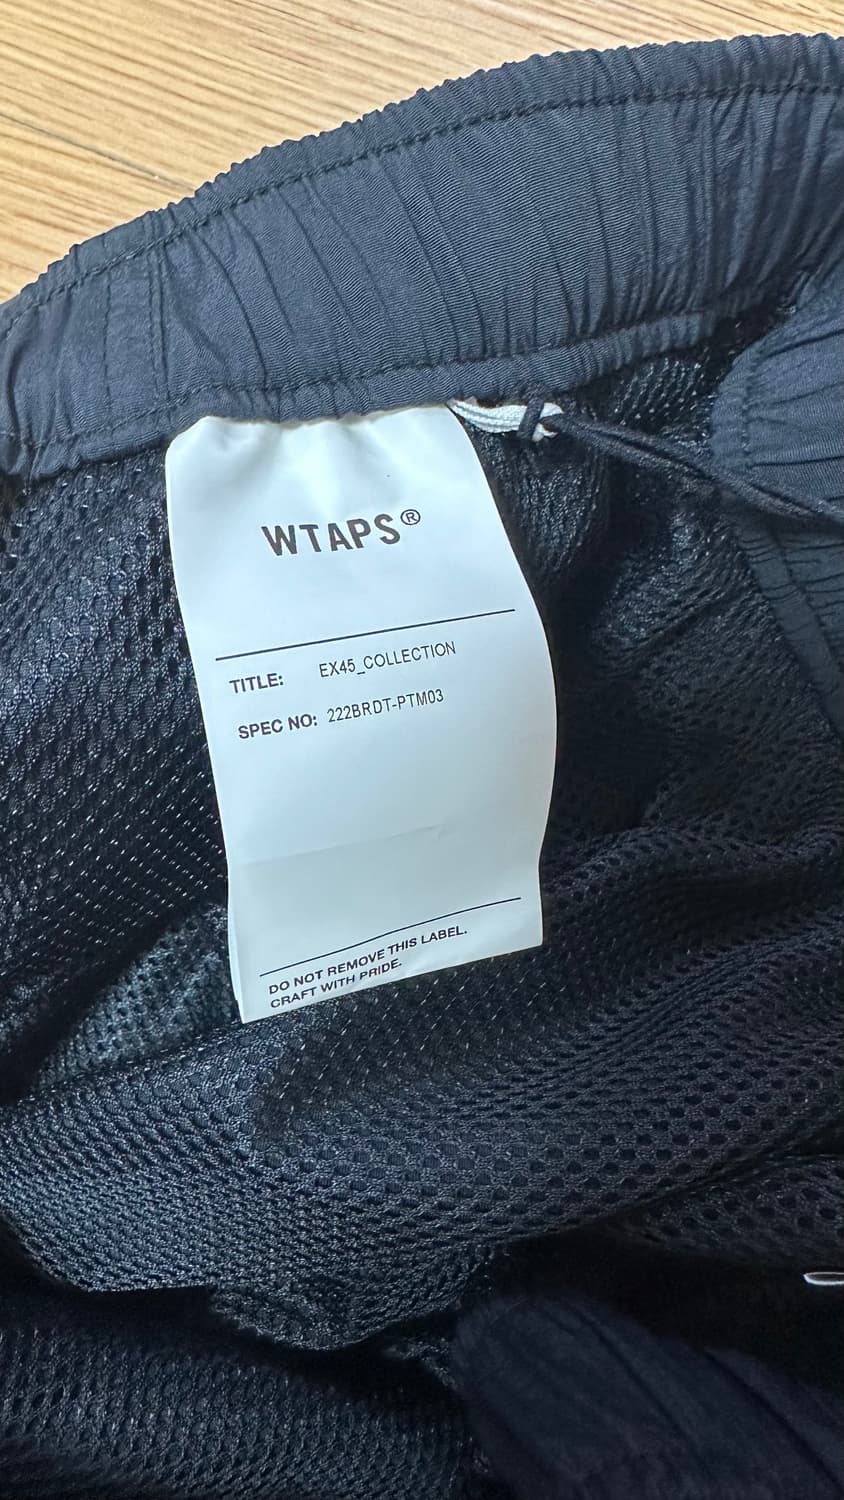 WTAPS®
TITLE: EX45_COLLECTION
SPEC NO: 222BRDT-PTM03
DO NOT REMOVE THIS LABEL.
CRAFT WITH PRIDE.